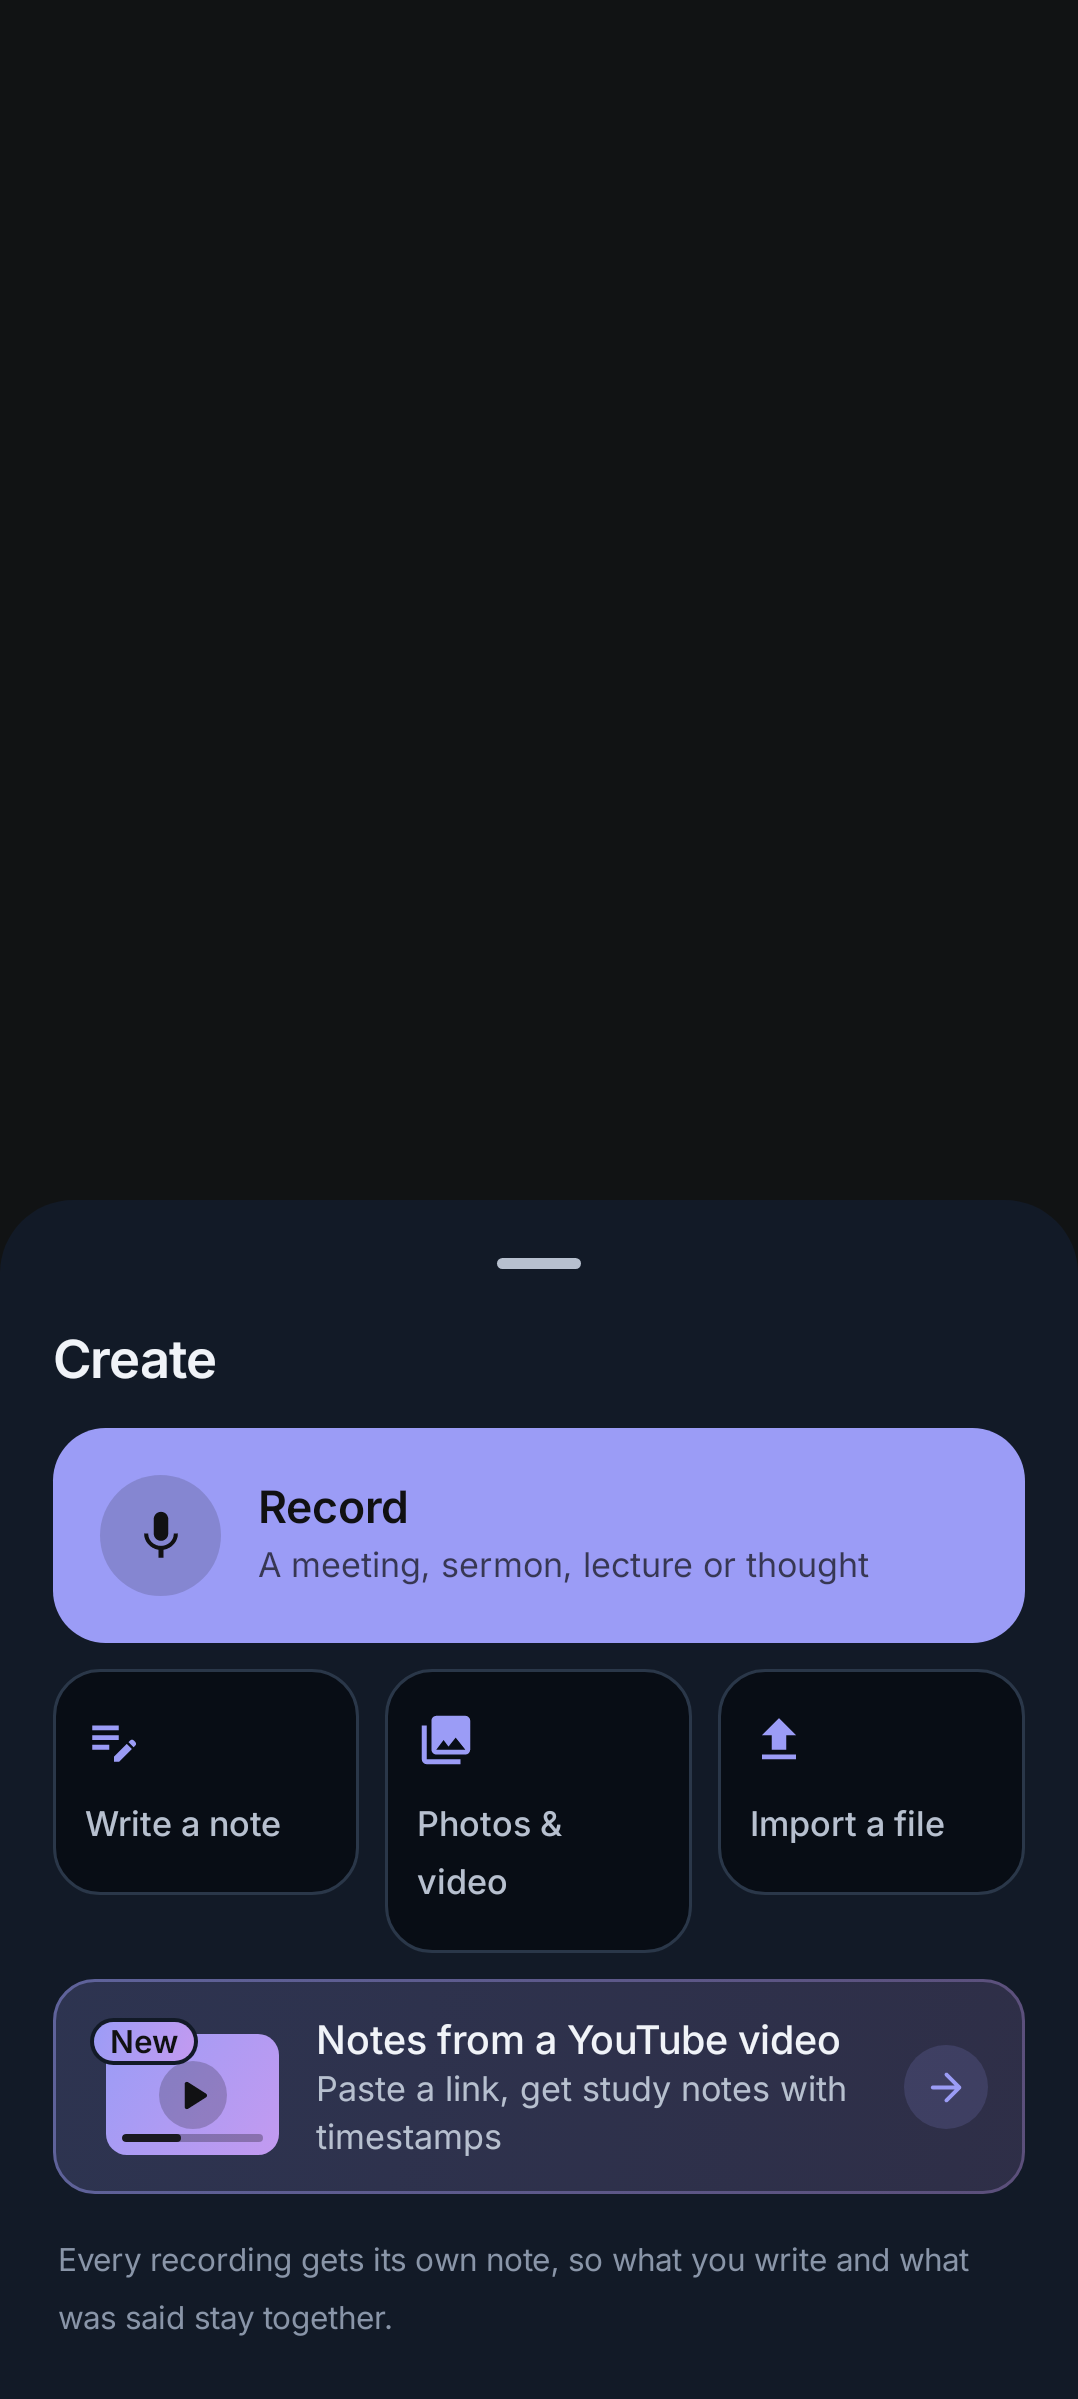 Create
Record
A meeting, sermon, lecture or thought
Write a note
Photos &
video
Import a file
New
Notes from a YouTube video
Paste a link, get study notes with
timestamps
Every recording gets its own note, so what you write and what
was said stay together.